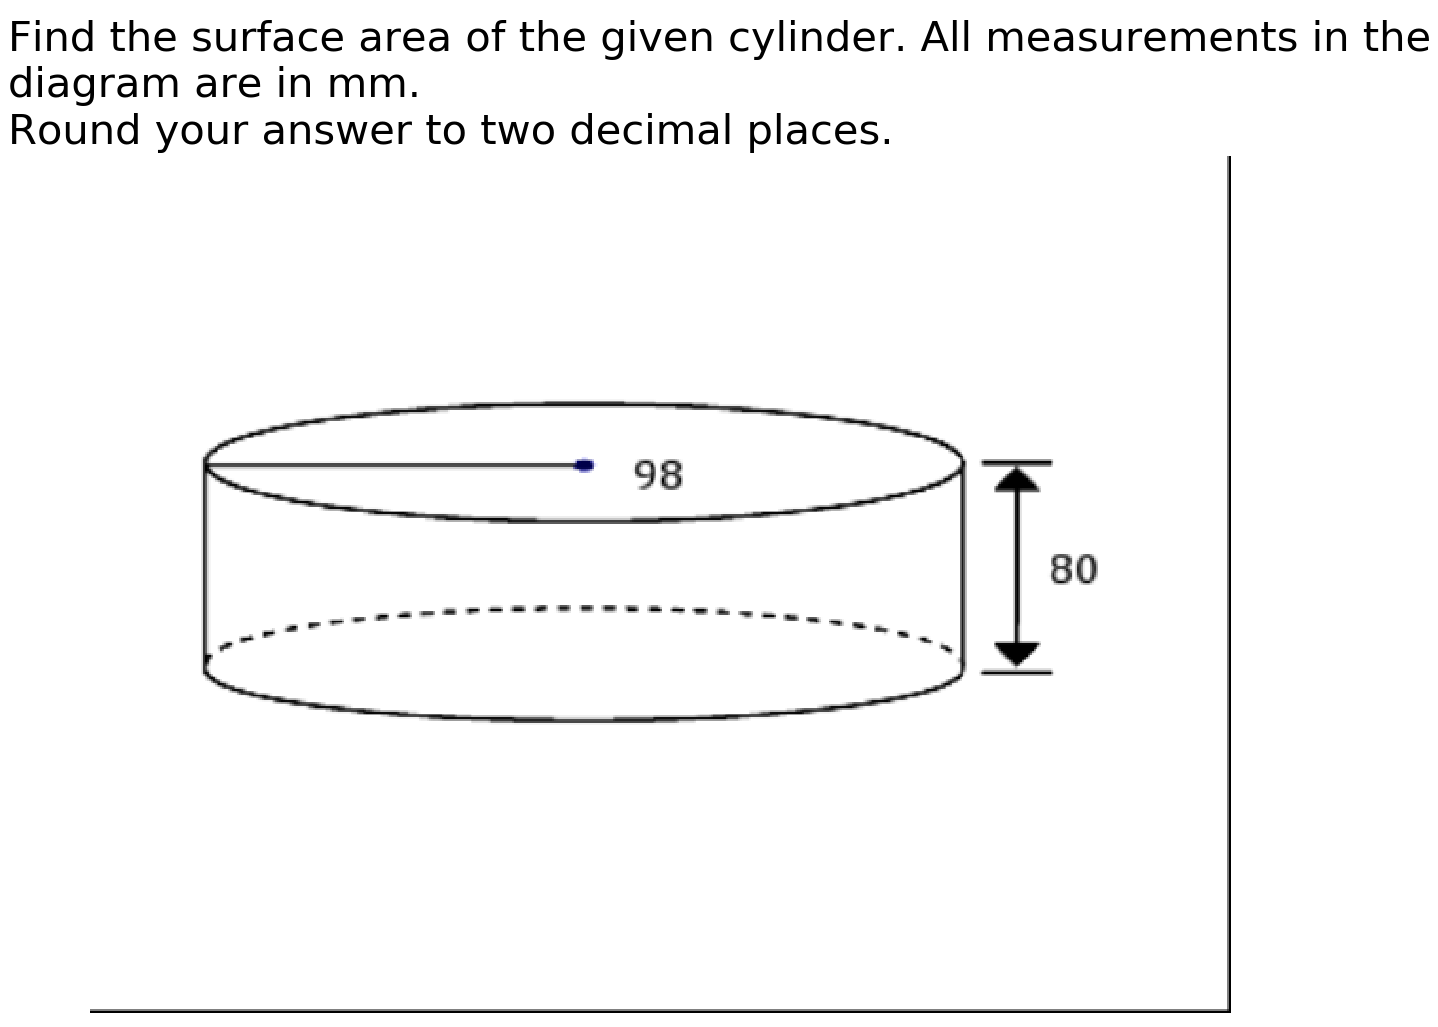 Find the surface area of the given cylinder. All measurements in the
diagram are in mm.
Round your answer to two decimal places.
98
80